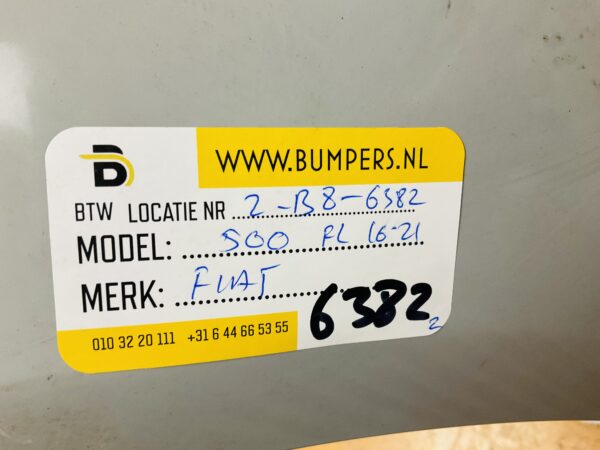 WWW.BUMPERS.NL
BTW LOCATIE NR 2-B8-6382
MODEL: 500 FL 16-21
MERK: FIAT
6382
2
010 32 20 111 +31 6 44 66 53 55